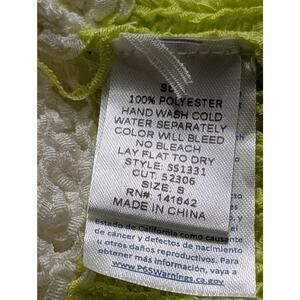 100% POLYESTER
HAND WASH COLD
WATER SEPARATELY
COLOR WILL BLEED
NO BLEACH
LAY FLAT TO DRY
STYLE: SS1331
CUT: 52306
SIZE: S
RN#: 141642
MADE IN CHINA
Estado de California como causante
de cáncer y defectos de nacimiento
u otros daños reproductivos. Para
obtener más información, vaya a
www.P65Warnings.ca.gov